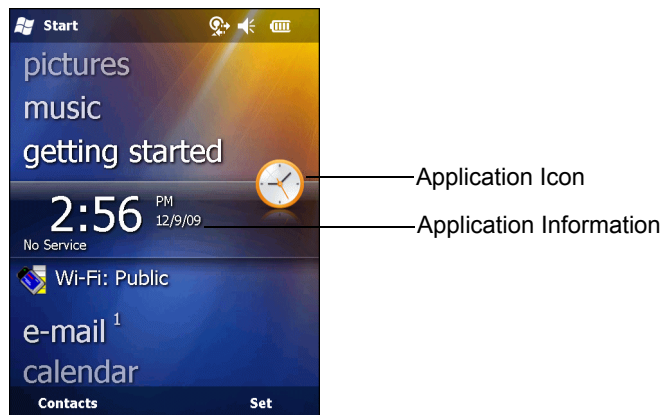 Start
pictures
music
getting started
Application Icon
2:56 PM
12/9/09
Application Information
No Service
Wi-Fi: Public
e-mail 1
calendar
Contacts Set